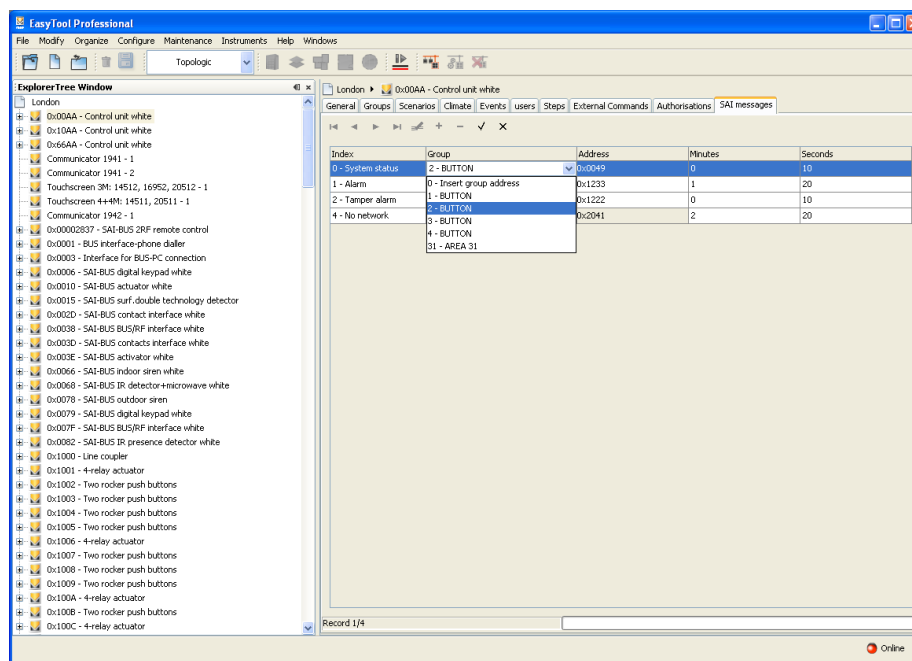 EasyTool Professional
File Modify Organize Configure Maintenance Instruments Help Windows
Topologic
ExplorerTree Window
London
0x00AA - Control unit white
0x10AA - Control unit white
0x66AA - Control unit white
Communicator 1941 - 1
Communicator 1941 - 2
Touchscreen 3M: 14512, 16952, 20512 - 1
Touchscreen 4+4M: 14511, 20511 - 1
Communicator 1942 - 1
0x00002837 - SAI-BUS 2RF remote control
0x0001 - BUS interface-phone dialler
0x0003 - Interface for BUS-PC connection
0x0006 - SAI-BUS digital keypad white
0x0010 - SAI-BUS actuator white
0x0015 - SAI-BUS surf.double technology detector
0x002D - SAI-BUS contact interface white
0x0038 - SAI-BUS BUS/RF interface white
0x003D - SAI-BUS contacts interface white
0x003E - SAI-BUS activator white
0x0066 - SAI-BUS indoor siren white
0x0068 - SAI-BUS IR detector+microwave white
0x0078 - SAI-BUS outdoor siren
0x0079 - SAI-BUS digital keypad white
0x007F - SAI-BUS BUS/RF interface white
0x0082 - SAI-BUS IR presence detector white
0x1000 - Line coupler
0x1001 - 4-relay actuator
0x1002 - Two rocker push buttons
0x1003 - Two rocker push buttons
0x1004 - Two rocker push buttons
0x1005 - Two rocker push buttons
0x1006 - 4-relay actuator
0x1007 - Two rocker push buttons
0x1008 - Two rocker push buttons
0x1009 - Two rocker push buttons
0x100A - 4-relay actuator
0x100B - Two rocker push buttons
0x100C - 4-relay actuator
London 0x00AA - Control unit white
General Groups Scenarios Climate Events users Steps External Commands Authorisations SAI messages
Index Group Address Minutes Seconds
0 - System status 2 - BUTTON 0x0049 0 10
1 - Alarm 0x1233 1 20
2 - Tamper alarm 0x1222 0 10
4 - No network 0x2041 2 20
0 - Insert group address
1 - BUTTON
2 - BUTTON
3 - BUTTON
4 - BUTTON
31 - AREA 31
Record 1/4
Online